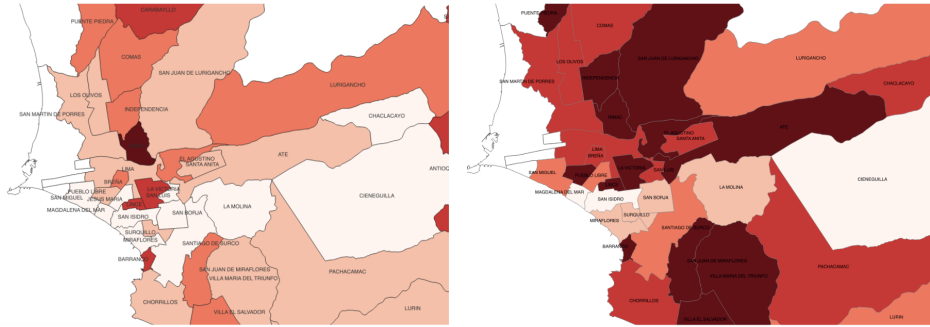 CARABAYLLO
PUENTE PIEDRA
COMAS
SAN JUAN DE LURIGANCHO
LURIGANCHO
LOS OLIVOS
INDEPENDENCIA
SAN MARTIN DE PORRES
CHACLACAYO
ATE
EL AGUSTINO
SANTA ANITA
LIMA
ANTIOQ
BREÑA
CIENEGUILLA
PUEBLO LIBRE
LA VICTORIA
SAN MIGUEL
JESUS MARIA
SAN LUIS
LINCE
MAGDALENA DEL MAR
LA MOLINA
SAN ISIDRO
SAN BORJA
SURQUILLO
MIRAFLORES
SANTIAGO DE SURCO
BARRANCO
SAN JUAN DE MIRAFLORES
PACHACAMAC
VILLA MARIA DEL TRIUNFO
CHORRILLOS
LURIN
VILLA EL SALVADOR
PUENTE PIEDRA
COMAS
LOS OLIVOS
SAN JUAN DE LURIGANCHO
LURIGANCHO
INDEPENDENCIA
SAN MARTIN DE PORRES
CHACLACAYO
RIMAC
ATE
EL AGUSTINO
SANTA ANITA
LIMA
BREÑA
LA VICTORIA
SAN LUIS
SAN MIGUEL
PUEBLO LIBRE
CIENEGUILLA
LINCE
MAGDALENA DEL MAR
LA MOLINA
SAN ISIDRO
SAN BORJA
SURQUILLO
MIRAFLORES
SANTIAGO DE SURCO
BARRANCO
SAN JUAN DE MIRAFLORES
PACHACAMAC
VILLA MARIA DEL TRIUNFO
CHORRILLOS
LURIN
VILLA EL SALVADOR